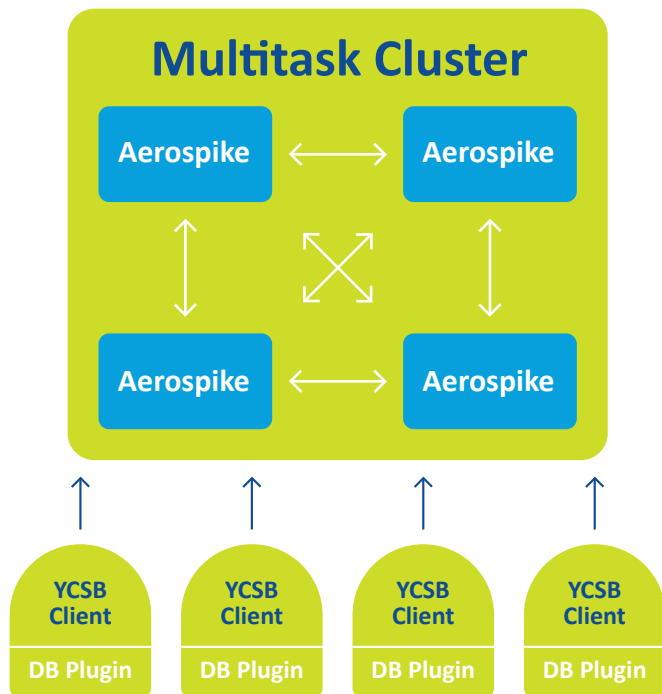 Multitask Cluster
Aerospike Aerospike
Aerospike Aerospike
YCSB YCSB YCSB YCSB
Client Client Client Client
DB Plugin DB Plugin DB Plugin DB Plugin